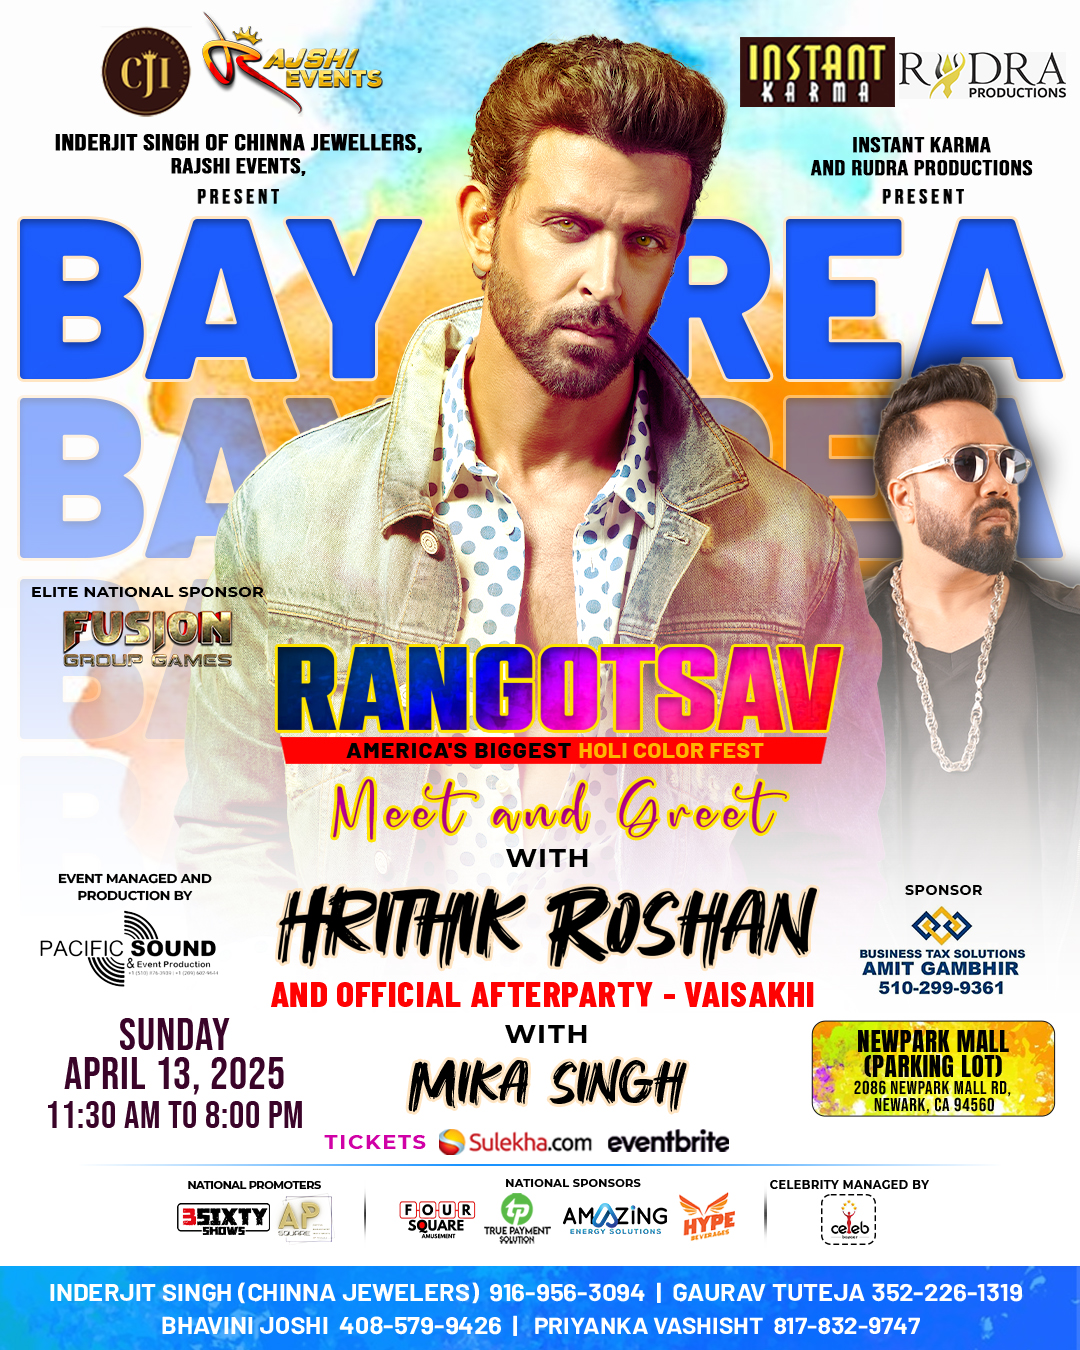 CJI
RAJSHI
EVENTS
INSTANT
KARMA
RUDRA
PRODUCTIONS
INDERJIT SINGH OF CHINNA JEWELLERS,
RAJSHI EVENTS,
PRESENT
INSTANT KARMA
AND RUDRA PRODUCTIONS
PRESENT
BAY REA
BAY REA
ELITE NATIONAL SPONSOR
FUSION
GROUP GAMES
RANGOTSAV
AMERICA'S BIGGEST HOLI COLOR FEST
Meet and Greet
WITH
HRITHIK ROSHAN
AND OFFICIAL AFTERPARTY - VAISAKHI
WITH
MIKA SINGH
EVENT MANAGED AND
PRODUCTION BY
PACIFIC SOUND
& Event Production
SPONSOR
BUSINESS TAX SOLUTIONS
AMIT GAMBHIR
510-299-9361
SUNDAY
APRIL 13, 2025
11:30 AM TO 8:00 PM
NEWPARK MALL
(PARKING LOT)
2086 NEWPARK MALL RD,
NEWARK, CA 94560
TICKETS Sulekha.com eventbrite
NATIONAL PROMOTERS
3SIXTY
SHOWS
AP
SQUARE
NATIONAL SPONSORS
FOUR
SQUARE
AMUSEMENT
TRUE PAYMENT
SOLUTION
AMAZING
ENERGY SOLUTIONS
HYPE
BEVERAGES
CELEBRITY MANAGED BY
celeb
INDERJIT SINGH (CHINNA JEWELERS) 916-956-3094 | GAURAV TUTEJA 352-226-1319
BHAVINI JOSHI 408-579-9426 | PRIYANKA VASHISHT 817-832-9747